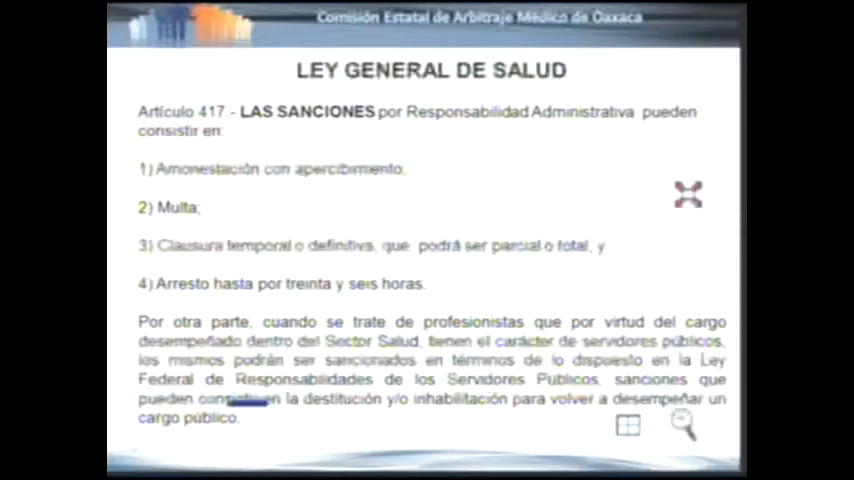 Comisión Estatal de Arbitraje Médico de Oaxaca
LEY GENERAL DE SALUD
Artículo 417.- LAS SANCIONES por Responsabilidad Administrativa pueden
consistir en:
1) Amonestación con apercibimiento;
2) Multa;
3) Clausura temporal o definitiva, que podrá ser parcial o total, y
4) Arresto hasta por treinta y seis horas.
Por otra parte, cuando se trate de profesionistas que por virtud del cargo
desempeñado dentro del Sector Salud, tienen el carácter de servidores públicos,
los mismos podrán ser sancionados en términos de lo dispuesto en la Ley
Federal de Responsabilidades de los Servidores Públicos, sanciones que
pueden consistir en la destitución y/o inhabilitación para volver a desempeñar un
cargo público.